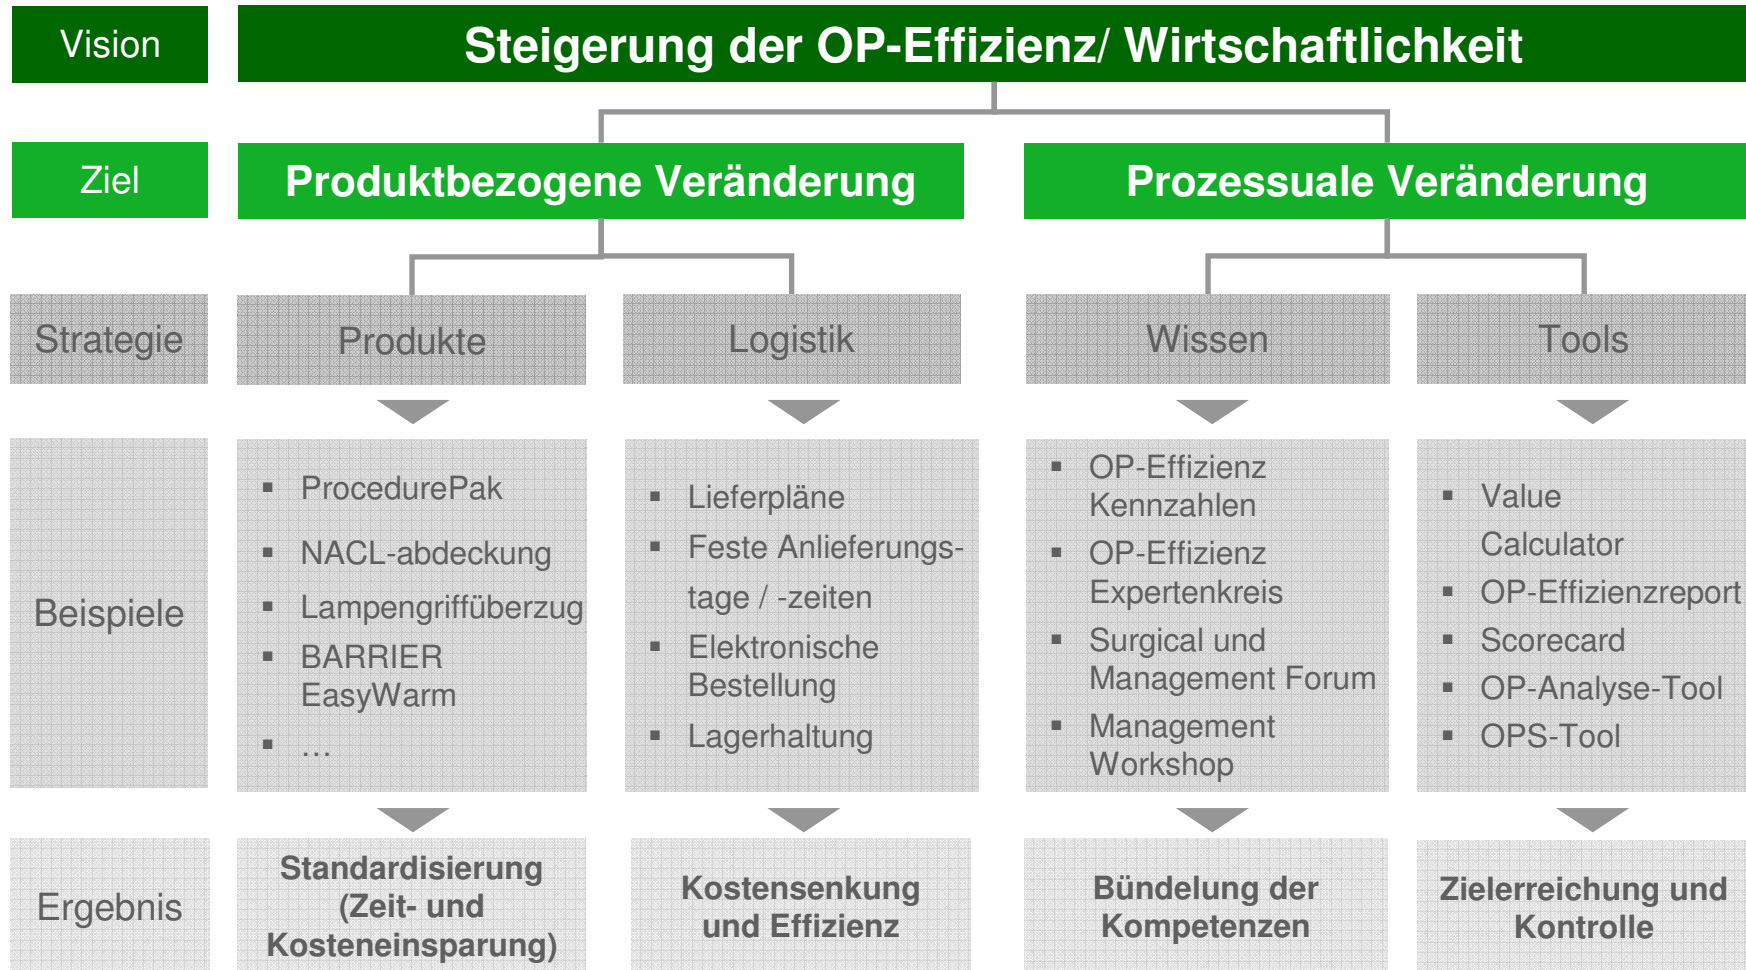 Vision
Steigerung der OP-Effizienz/ Wirtschaftlichkeit
Ziel
Produktbezogene Veränderung
Prozessuale Veränderung
Strategie
Produkte
Logistik
Wissen
Tools
Beispiele
▪ ProcedurePak
▪ NACL-abdeckung
▪ Lampengriffüberzug
▪ BARRIER
EasyWarm
▪ …
▪ Lieferpläne
▪ Feste Anlieferungs-
tage / -zeiten
▪ Elektronische
Bestellung
▪ Lagerhaltung
▪ OP-Effizienz
Kennzahlen
▪ OP-Effizienz
Expertenkreis
▪ Surgical und
Management Forum
▪ Management
Workshop
▪ Value
Calculator
▪ OP-Effizienzreport
▪ Scorecard
▪ OP-Analyse-Tool
▪ OPS-Tool
Ergebnis
Standardisierung
(Zeit- und
Kosteneinsparung)
Kostensenkung
und Effizienz
Bündelung der
Kompetenzen
Zielerreichung und
Kontrolle